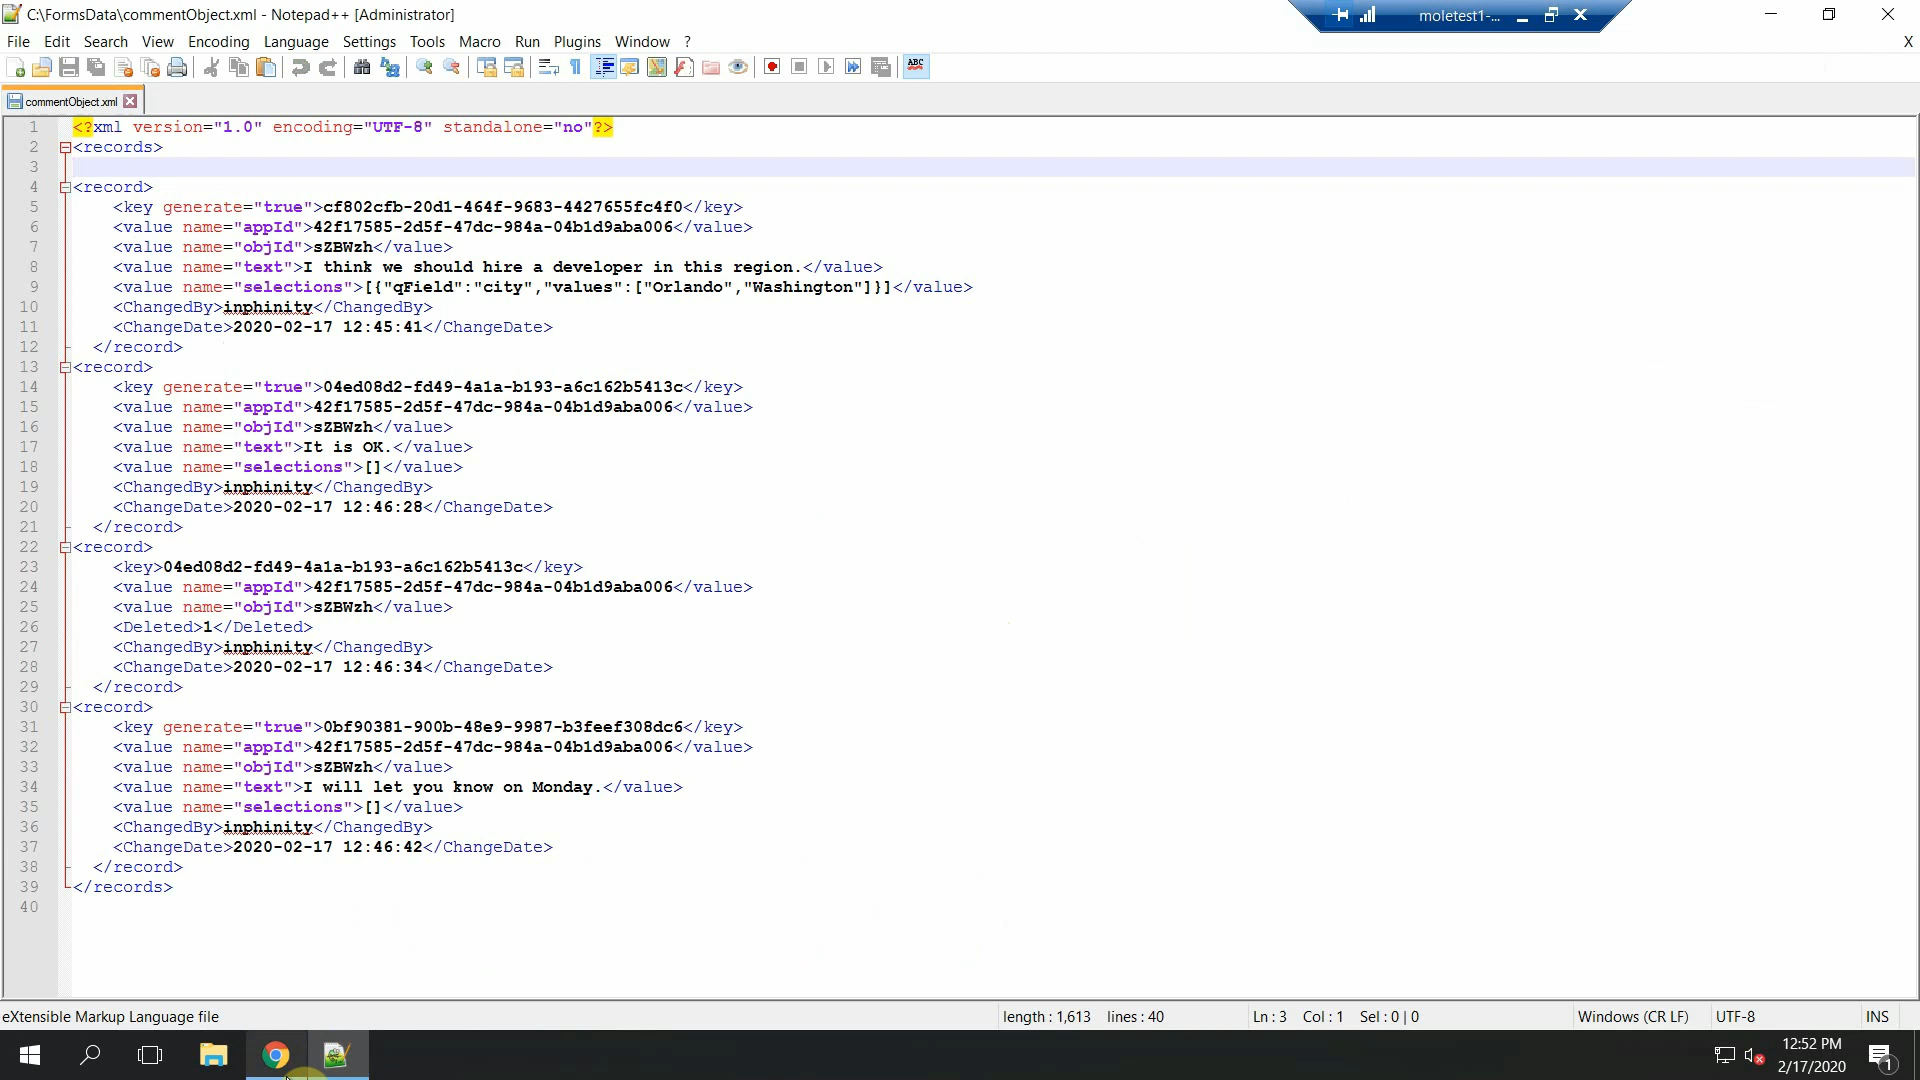 C:\FormsData\commentObject.xml - Notepad++ [Administrator]
moletest1-...
File Edit Search View Encoding Language Settings Tools Macro Run Plugins Window ?
X
ABC
commentObject.xml
1 <?xml version="1.0" encoding="UTF-8" standalone="no"?>
2 <records>
3
4 <record>
5 <key generate="true">cf802cfb-20d1-464f-9683-4427655fc4f0</key>
6 <value name="appId">42f17585-2d5f-47dc-984a-04b1d9aba006</value>
7 <value name="objId">sZBWzh</value>
8 <value name="text">I think we should hire a developer in this region.</value>
9 <value name="selections">[{"qField":"city","values":["Orlando","Washington"]}]</value>
10 <ChangedBy>inphinity</ChangedBy>
11 <ChangeDate>2020-02-17 12:45:41</ChangeDate>
12 </record>
13 <record>
14 <key generate="true">04ed08d2-fd49-4a1a-b193-a6c162b5413c</key>
15 <value name="appId">42f17585-2d5f-47dc-984a-04b1d9aba006</value>
16 <value name="objId">sZBWzh</value>
17 <value name="text">It is OK.</value>
18 <value name="selections">[]</value>
19 <ChangedBy>inphinity</ChangedBy>
20 <ChangeDate>2020-02-17 12:46:28</ChangeDate>
21 </record>
22 <record>
23 <key>04ed08d2-fd49-4a1a-b193-a6c162b5413c</key>
24 <value name="appId">42f17585-2d5f-47dc-984a-04b1d9aba006</value>
25 <value name="objId">sZBWzh</value>
26 <Deleted>1</Deleted>
27 <ChangedBy>inphinity</ChangedBy>
28 <ChangeDate>2020-02-17 12:46:34</ChangeDate>
29 </record>
30 <record>
31 <key generate="true">0bf90381-900b-48e9-9987-b3feef308dc6</key>
32 <value name="appId">42f17585-2d5f-47dc-984a-04b1d9aba006</value>
33 <value name="objId">sZBWzh</value>
34 <value name="text">I will let you know on Monday.</value>
35 <value name="selections">[]</value>
36 <ChangedBy>inphinity</ChangedBy>
37 <ChangeDate>2020-02-17 12:46:42</ChangeDate>
38 </record>
39 </records>
40
eXtensible Markup Language file length : 1,613 lines : 40 Ln : 3 Col : 1 Sel : 0 | 0 Windows (CR LF) UTF-8 INS
12:52 PM
2/17/2020
1